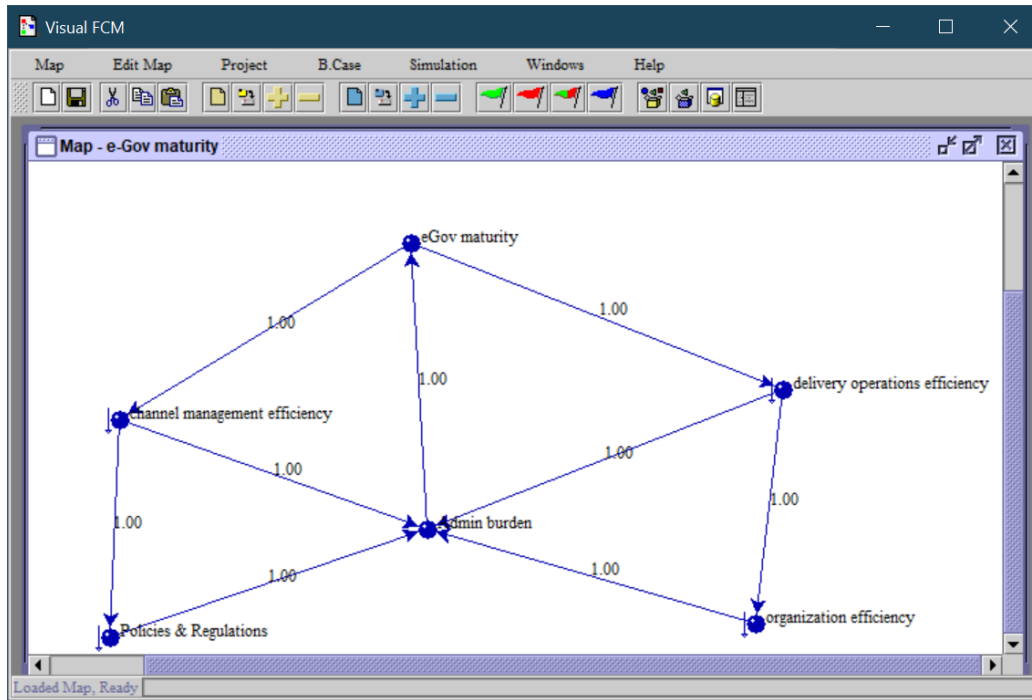 Visual FCM
Map Edit Map Project B.Case Simulation Windows Help
Map - e-Gov maturity
eGov maturity
1.00
1.00
1.00
delivery operations efficiency
channel management efficiency
1.00
1.00
1.00
1.00
Admin burden
1.00
1.00
organization efficiency
Policies & Regulations
Loaded Map, Ready